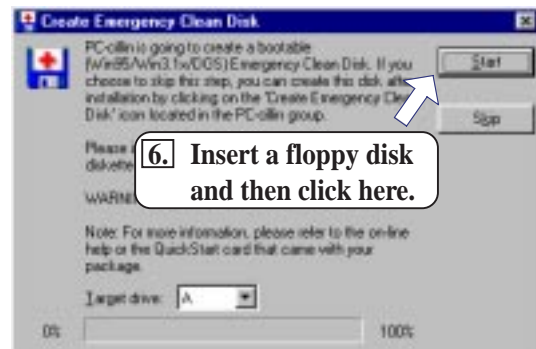 Create Emergency Clean Disk
PC-cillin is going to create a bootable
(Win95/Win3.1x/DOS) Emergency Clean Disk. If you
choose to skip this step, you can create this disk after
installation by clicking on the 'Create Emergency
Disk' icon located in the PC-cillin group.
Start
Skip
Please
diskette
6. Insert a floppy disk
and then click here.
Note: For more information, please refer to the on-line
help or the QuickStart card that came with your
package.
Target drive: A
0% 100%